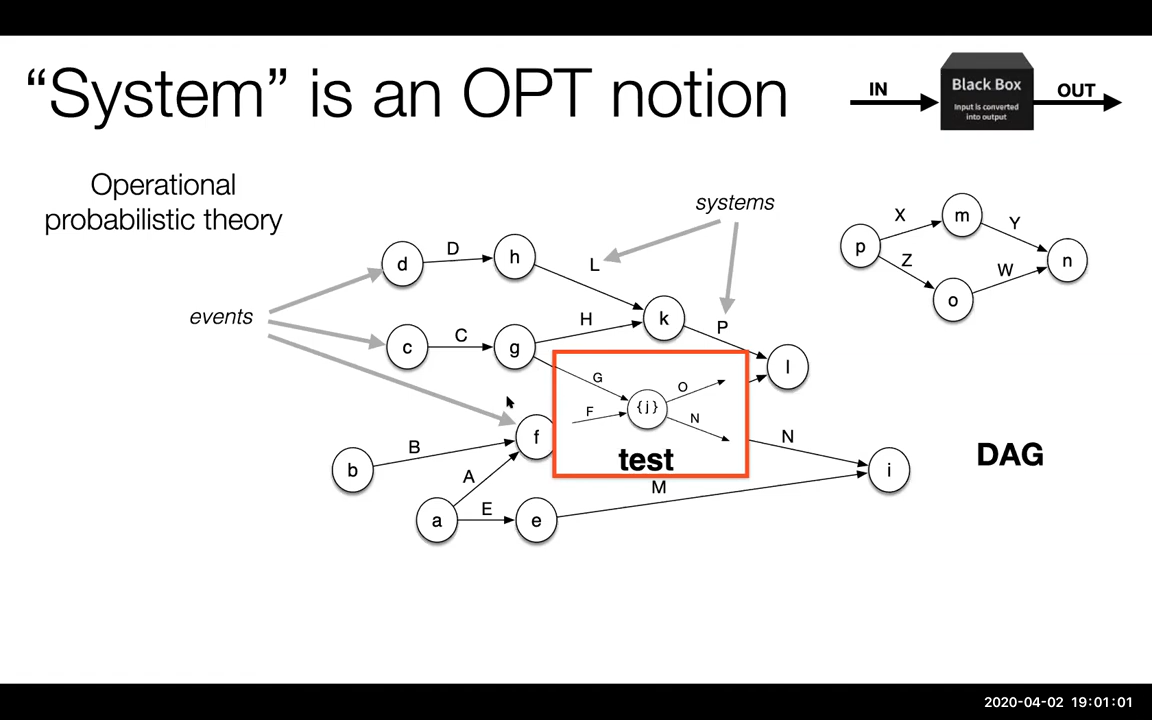 “System” is an OPT notion
IN
Black Box
Input is converted
into output
OUT
Operational
probabilistic theory
systems
events
d
D
h
L
c
C
g
H
k
P
l
G
F
{j}
O
N
test
f
b
B
A
a
E
e
M
N
i
p
X
m
Y
Z
o
W
n
DAG
2020-04-02 19:01:01